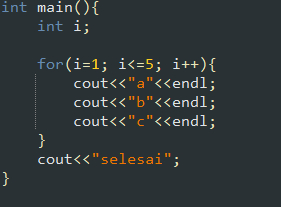 int main(){
    int i;

    for(i=1; i<=5; i++){
        cout<<"a"<<endl;
        cout<<"b"<<endl;
        cout<<"c"<<endl;
    }
    cout<<"selesai";
}